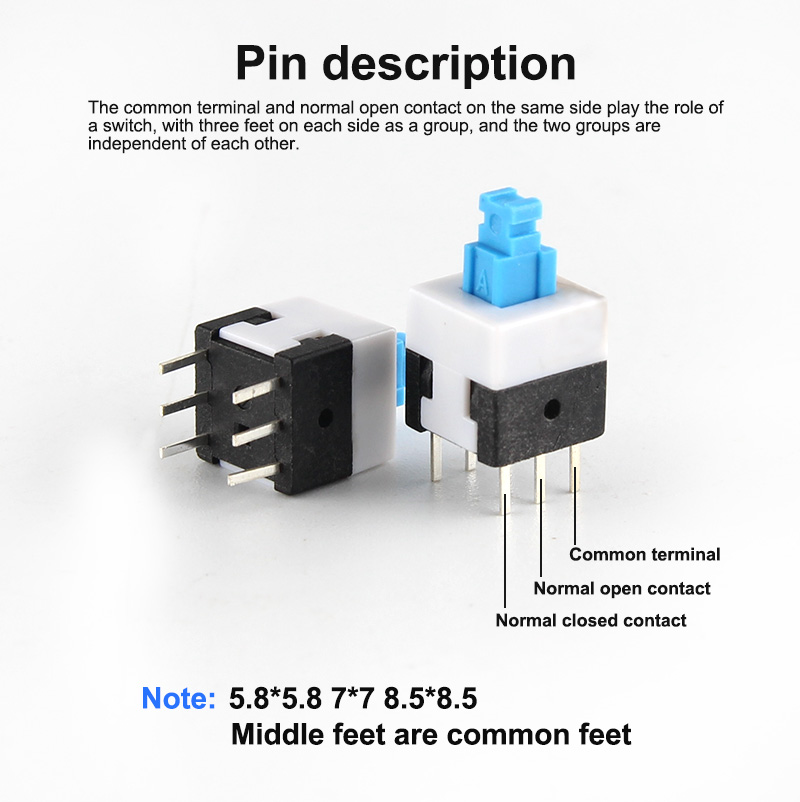 Pin description
The common terminal and normal open contact on the same side play the role of
a switch, with three feet on each side as a group, and the two groups are
independent of each other.
A
Common terminal
Normal open contact
Normal closed contact
Note: 5.8*5.8 7*7 8.5*8.5
Middle feet are common feet